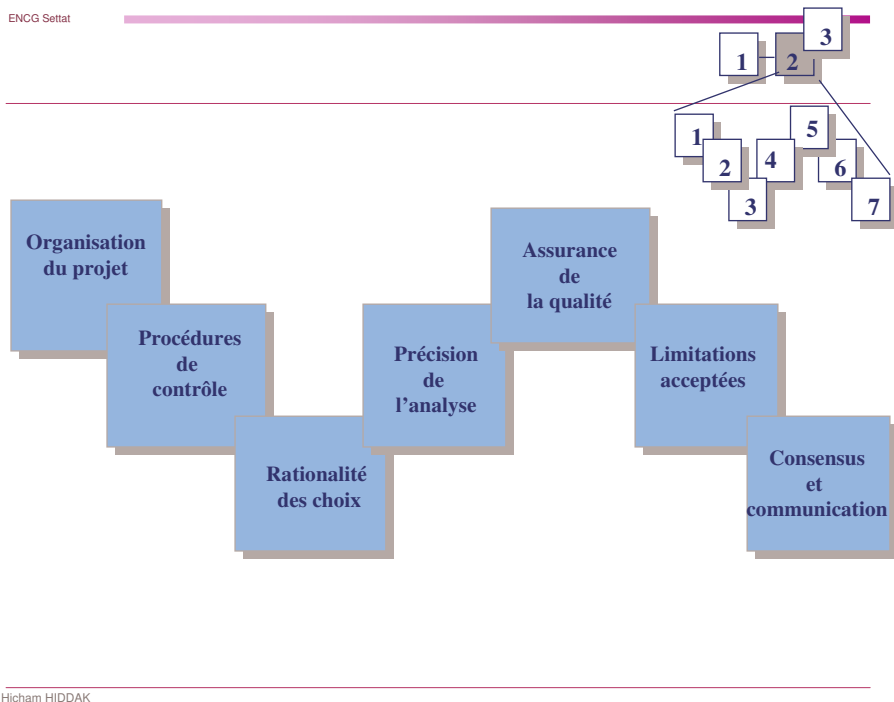 ENCG Settat
3
1
2
1
2
3
4
5
6
7
Organisation
du projet
Procédures
de
contrôle
Rationalité
des choix
Précision
de
l'analyse
Assurance
de
la qualité
Limitations
acceptées
Consensus
et
communication
Hicham HIDDAK